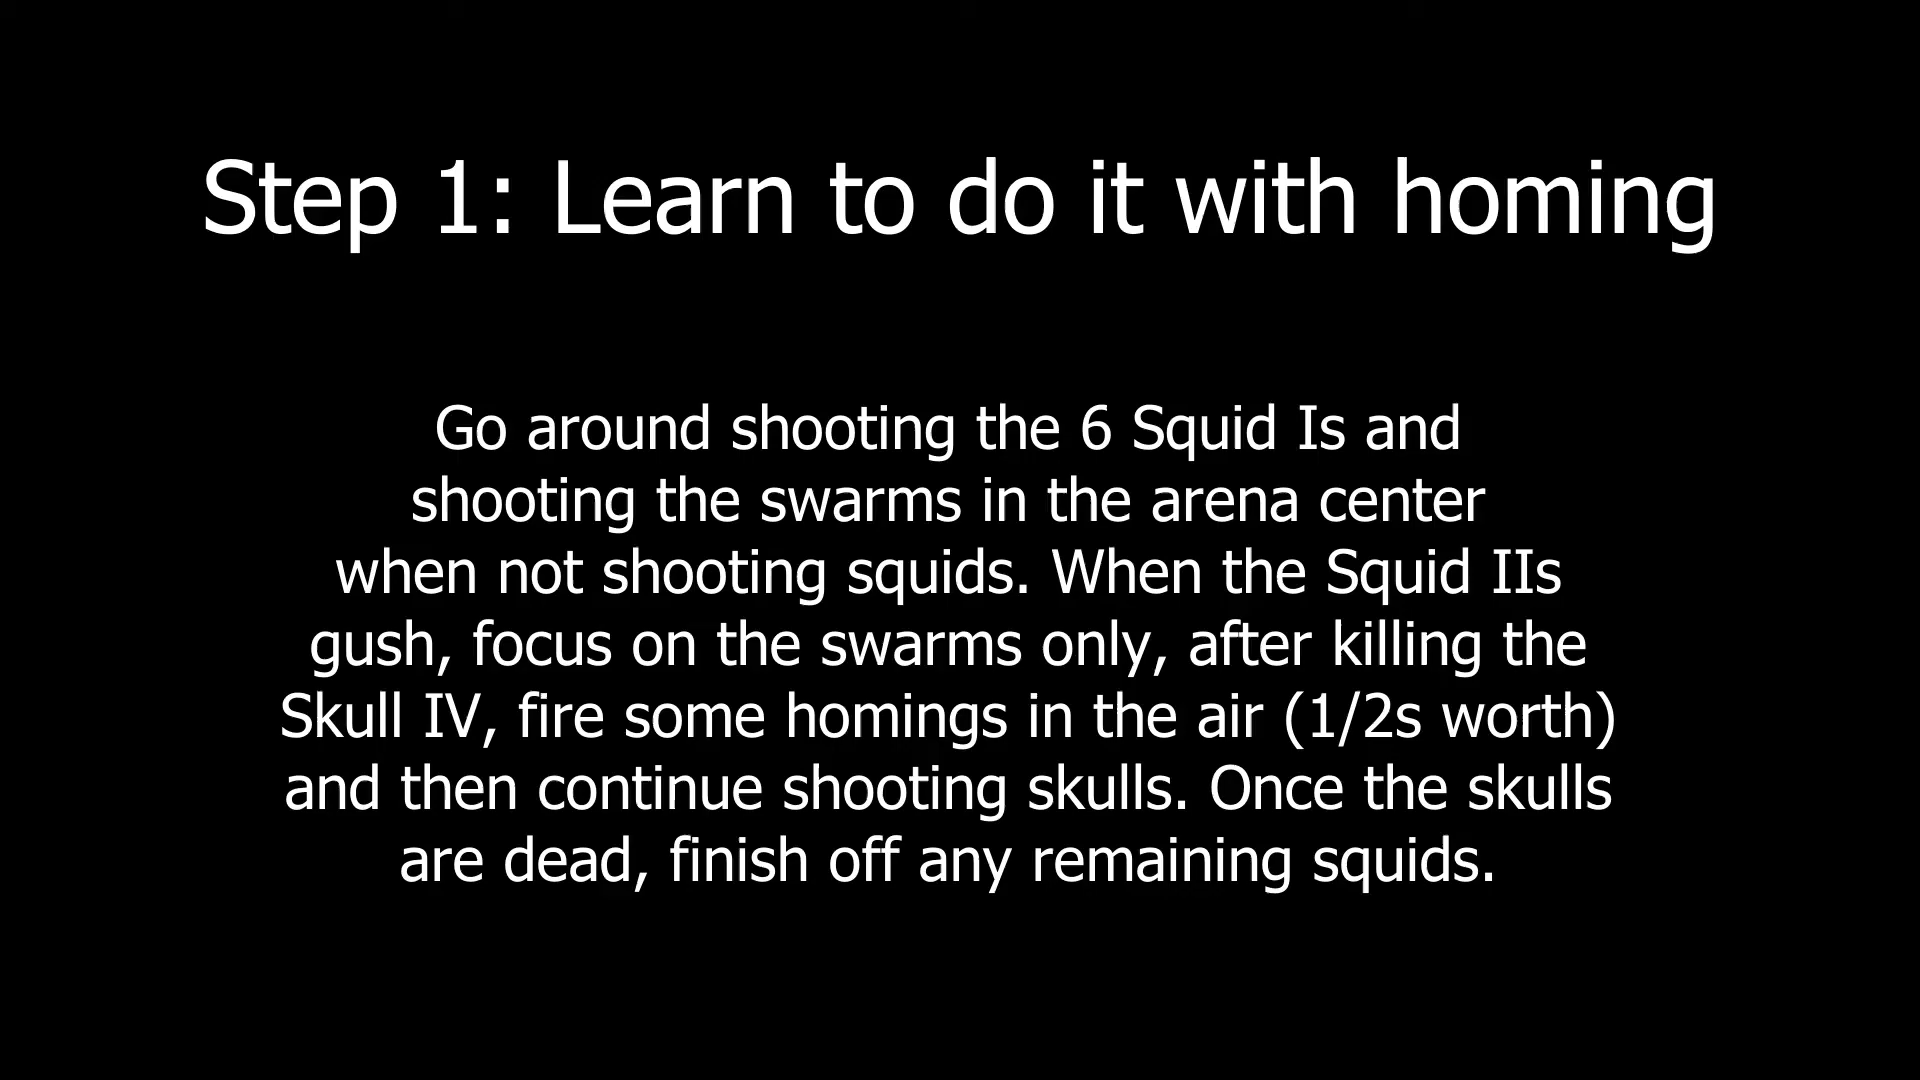 Step 1: Learn to do it with homing
Go around shooting the 6 Squid Is and
shooting the swarms in the arena center
when not shooting squids. When the Squid IIs
gush, focus on the swarms only, after killing the
Skull IV, fire some homings in the air (1/2s worth)
and then continue shooting skulls. Once the skulls
are dead, finish off any remaining squids.